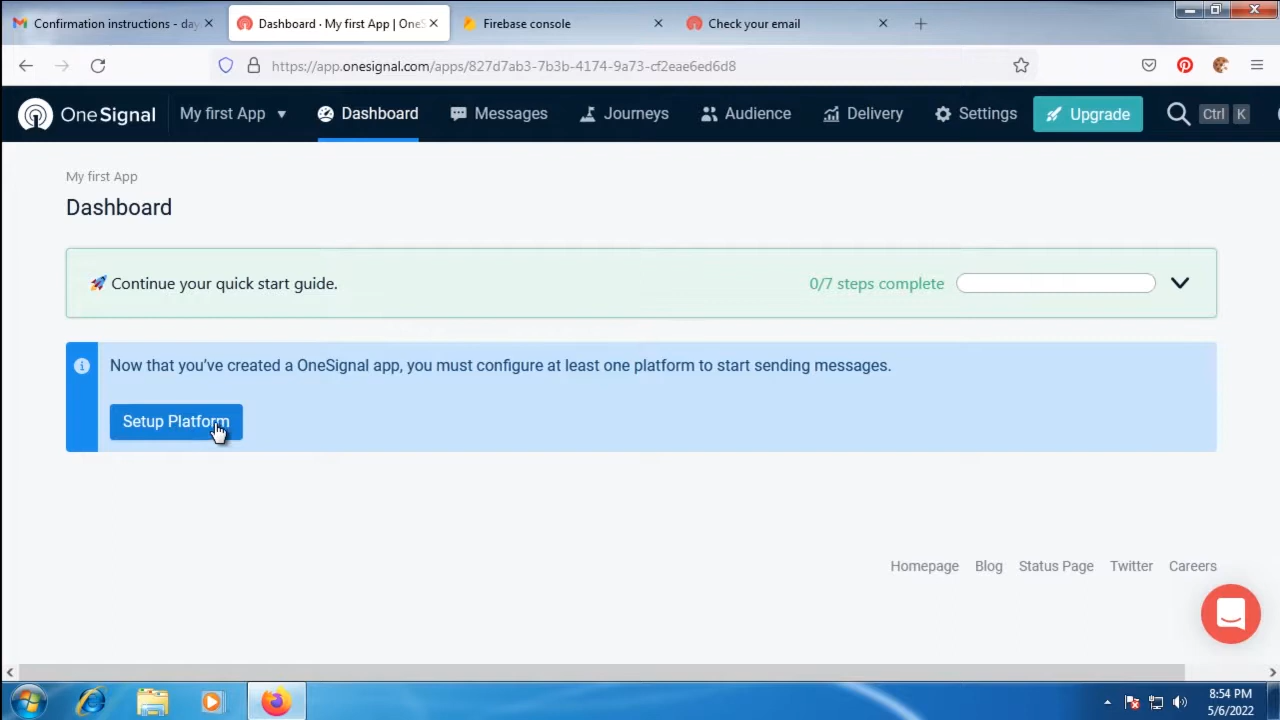 Confirmation instructions - day
Dashboard · My first App | OneS
Firebase console
Check your email
https://app.onesignal.com/apps/827d7ab3-7b3b-4174-9a73-cf2eae6ed6d8
OneSignal
My first App
Dashboard
Messages
Journeys
Audience
Delivery
Settings
Upgrade
Ctrl K
My first App
Dashboard
Continue your quick start guide.
0/7 steps complete
Now that you've created a OneSignal app, you must configure at least one platform to start sending messages.
Setup Platform
Homepage Blog Status Page Twitter Careers
8:54 PM
5/6/2022